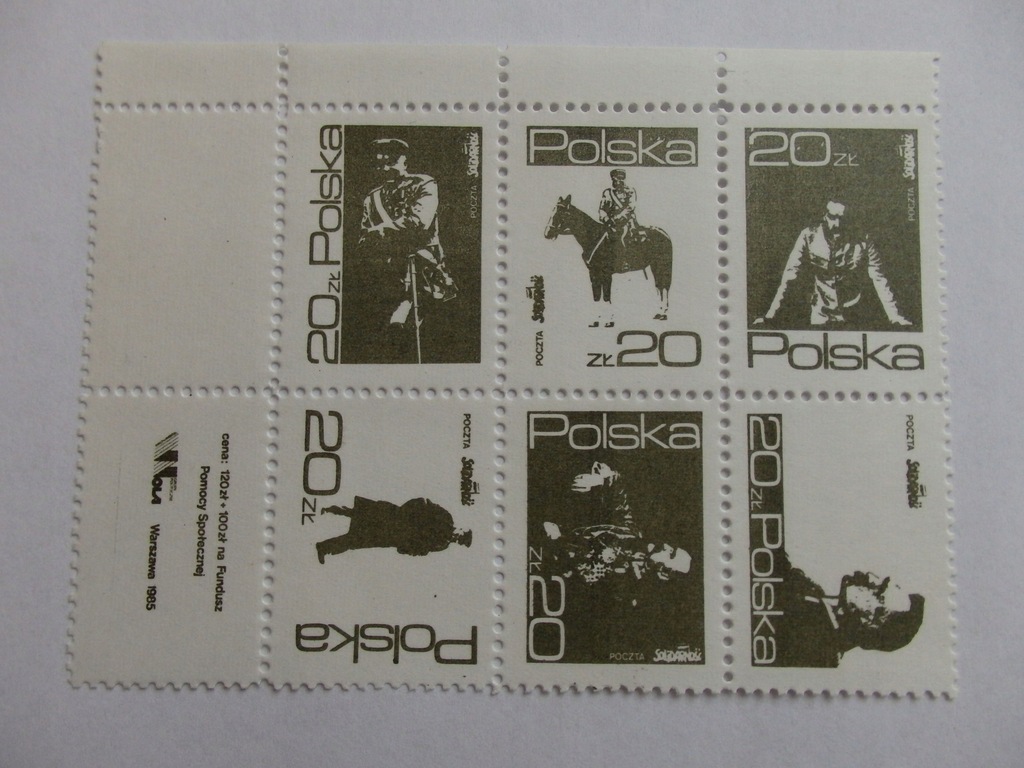 20 ZŁ Polska
POCZTA SOLIDARNOŚĆ
Polska
POCZTA SOLIDARNOŚĆ
ZŁ 20
20 ZŁ
POCZTA SOLIDARNOŚĆ
Polska
cena: 120zł + 100zł na Fundusz
Pomocy Społecznej
Wola Warszawa 1985
20 ZŁ
POCZTA SOLIDARNOŚĆ
Polska
Polska
ZŁ 20
POCZTA SOLIDARNOŚĆ
20 ZŁ Polska
POCZTA SOLIDARNOŚĆ